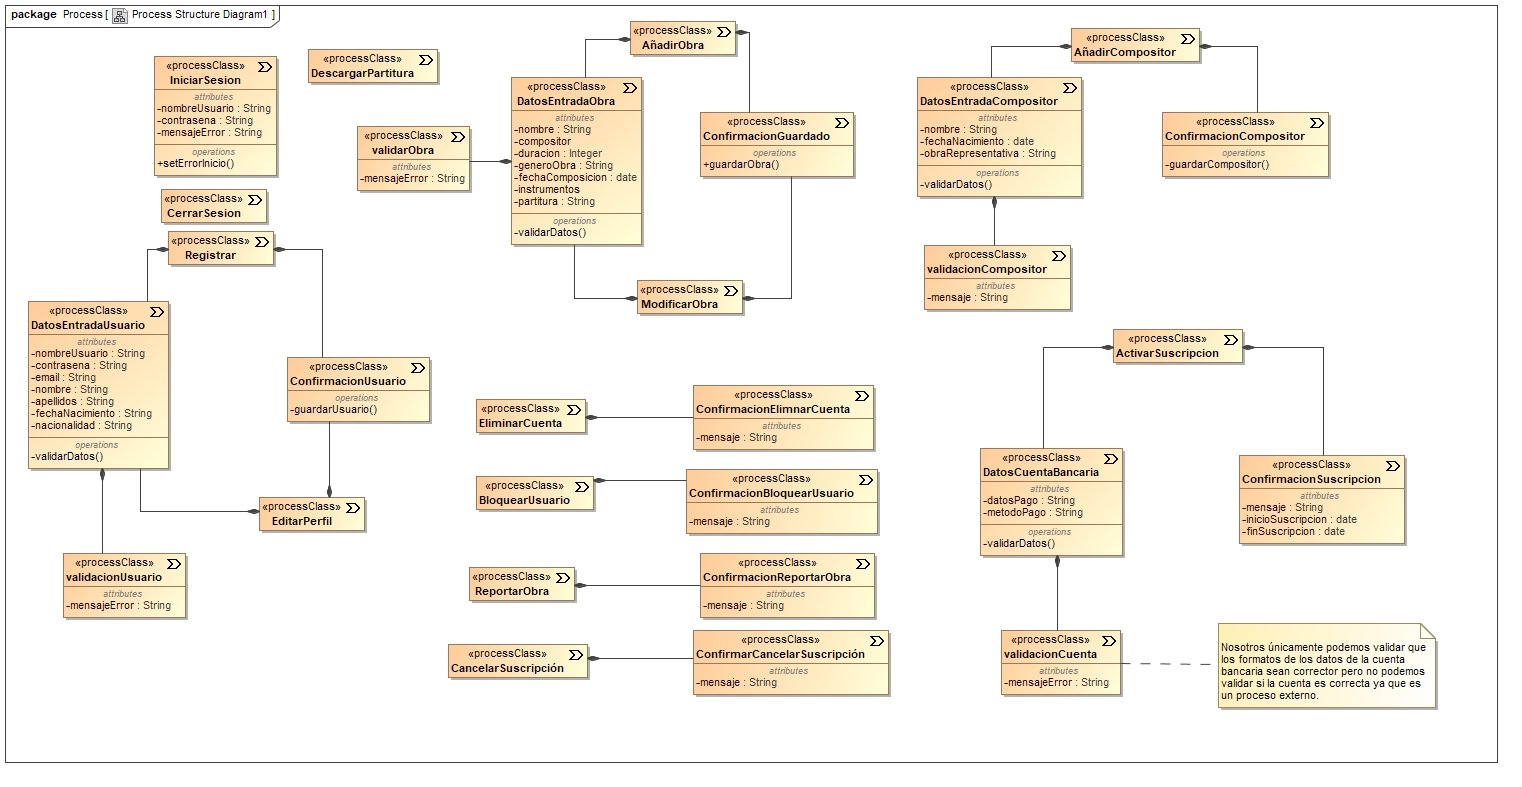 package Process [ Process Structure Diagram1 ]
«processClass»
IniciarSesion
attributes
-nombreUsuario : String
-contrasena : String
-mensajeError : String
operations
+setErrorInicio()
«processClass»
DescargarPartitura
«processClass»
CerrarSesion
«processClass»
Registrar
«processClass»
DatosEntradaUsuario
attributes
-nombreUsuario : String
-contrasena : String
-email : String
-nombre : String
-apellidos : String
-fechaNacimiento : String
-nacionalidad : String
operations
-validarDatos()
«processClass»
ConfirmacionUsuario
operations
-guardarUsuario()
«processClass»
EditarPerfil
«processClass»
validacionUsuario
attributes
-mensajeError : String
«processClass»
AñadirObra
«processClass»
DatosEntradaObra
attributes
-nombre : String
-compositor
-duracion : Integer
-generoObra : String
-fechaComposicion : date
-instrumentos
-partitura : String
operations
-validarDatos()
«processClass»
validarObra
attributes
-mensajeError : String
«processClass»
ConfirmacionGuardado
operations
+guardarObra()
«processClass»
ModificarObra
«processClass»
EliminarCuenta
«processClass»
ConfirmacionElimnarCuenta
attributes
-mensaje : String
«processClass»
BloquearUsuario
«processClass»
ConfirmacionBloquearUsuario
attributes
-mensaje : String
«processClass»
ReportarObra
«processClass»
ConfirmacionReportarObra
attributes
-mensaje : String
«processClass»
CancelarSuscripción
«processClass»
ConfirmarCancelarSuscripción
attributes
-mensaje : String
«processClass»
AñadirCompositor
«processClass»
DatosEntradaCompositor
attributes
-nombre : String
-fechaNacimiento : date
-obraRepresentativa : String
operations
-validarDatos()
«processClass»
ConfirmacionCompositor
operations
-guardarCompositor()
«processClass»
validacionCompositor
attributes
-mensaje : String
«processClass»
ActivarSuscripcion
«processClass»
DatosCuentaBancaria
attributes
-datosPago : String
-metodoPago : String
operations
-validarDatos()
«processClass»
ConfirmacionSuscripcion
attributes
-mensaje : String
-inicioSuscripcion : date
-finSuscripcion : date
«processClass»
validacionCuenta
attributes
-mensajeError : String
Nosotros únicamente podemos validar que
los formatos de los datos de la cuenta
bancaria sean corrector pero no podemos
validar si la cuenta es correcta ya que es
un proceso externo.